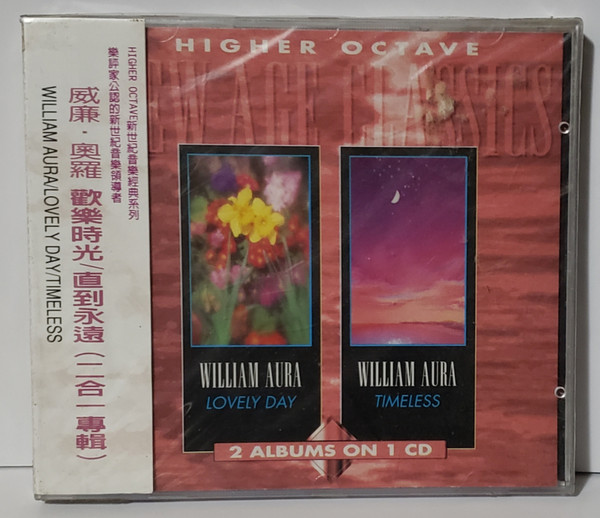 HIGHER OCTAVE新世紀音樂經典系列
樂評家公認的新世紀音樂領導者
威廉·奧羅 歡樂時光/直到永遠(二合一專輯)
WILLIAM AURA/LOVELY DAY/TIMELESS
HIGHER OCTAVE
NEW AGE CLASSICS
WILLIAM AURA
LOVELY DAY
WILLIAM AURA
TIMELESS
2 ALBUMS ON 1 CD